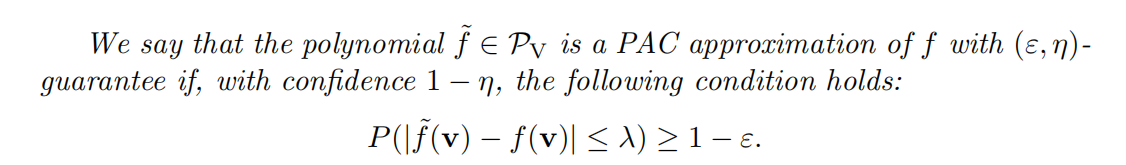 We say that the polynomial f̃ ∈ 𝒫_V is a PAC approximation of f with (ε, η)-
guarantee if, with confidence 1 − η, the following condition holds:
P(|f̃(v) − f(v)| ≤ λ) ≥ 1 − ε.